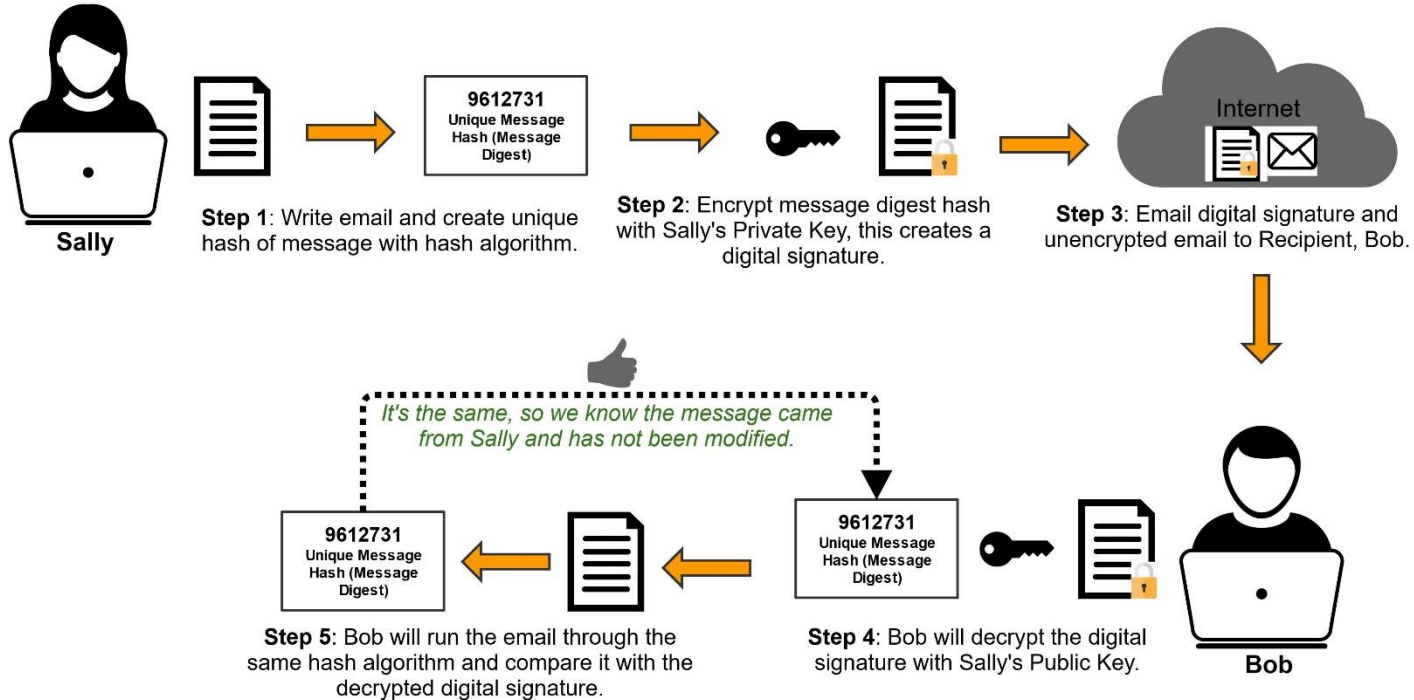 Sally
9612731
Unique Message
Hash (Message
Digest)
Step 1: Write email and create unique
hash of message with hash algorithm.
Step 2: Encrypt message digest hash
with Sally's Private Key, this creates a
digital signature.
Internet
Step 3: Email digital signature and
unencrypted email to Recipient, Bob.
It's the same, so we know the message came
from Sally and has not been modified.
Bob
9612731
Unique Message
Hash (Message
Digest)
Step 4: Bob will decrypt the digital
signature with Sally's Public Key.
9612731
Unique Message
Hash (Message
Digest)
Step 5: Bob will run the email through the
same hash algorithm and compare it with the
decrypted digital signature.